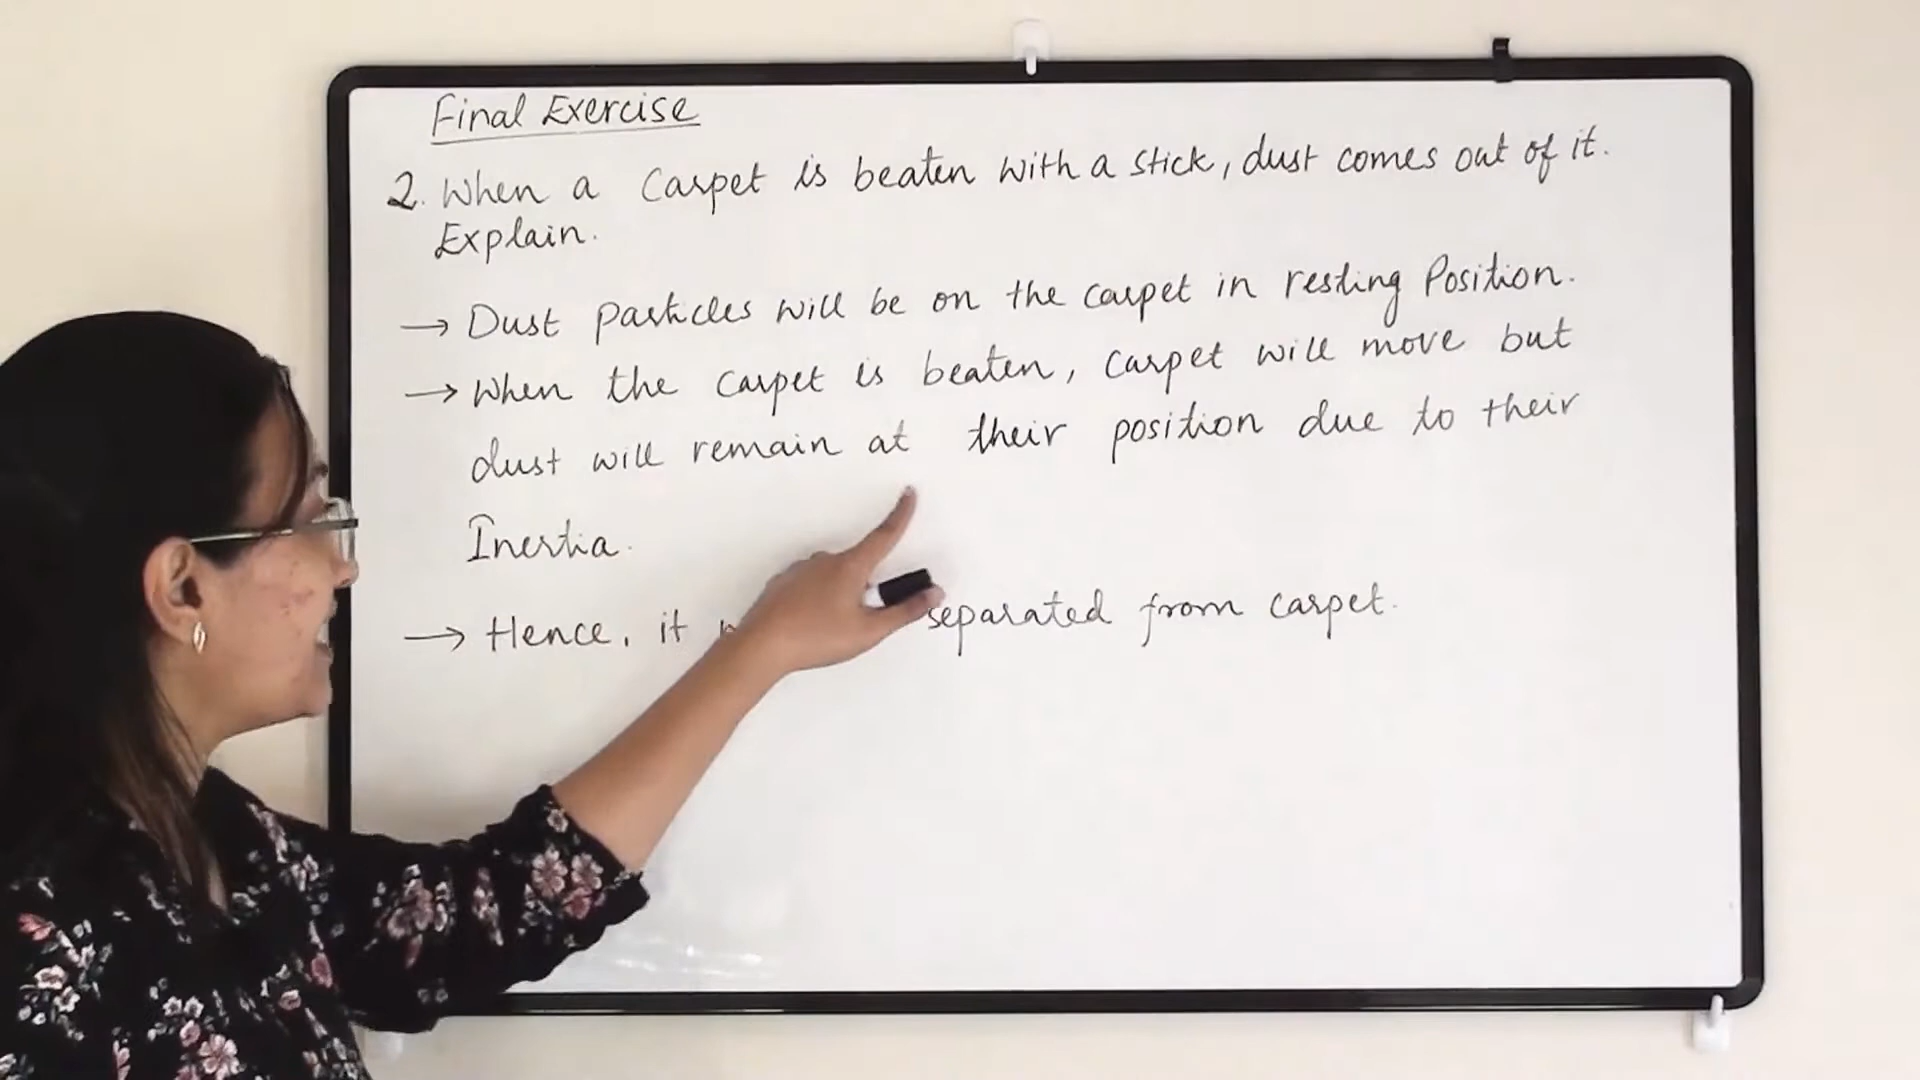 Final Exercise
2. When a carpet is beaten with a stick, dust comes out of it.
Explain.
→ Dust particles will be on the carpet in resting Position.
→ When the carpet is beaten, carpet will move but
dust will remain at their position due to their
Inertia.
→ Hence, it separated from carpet.